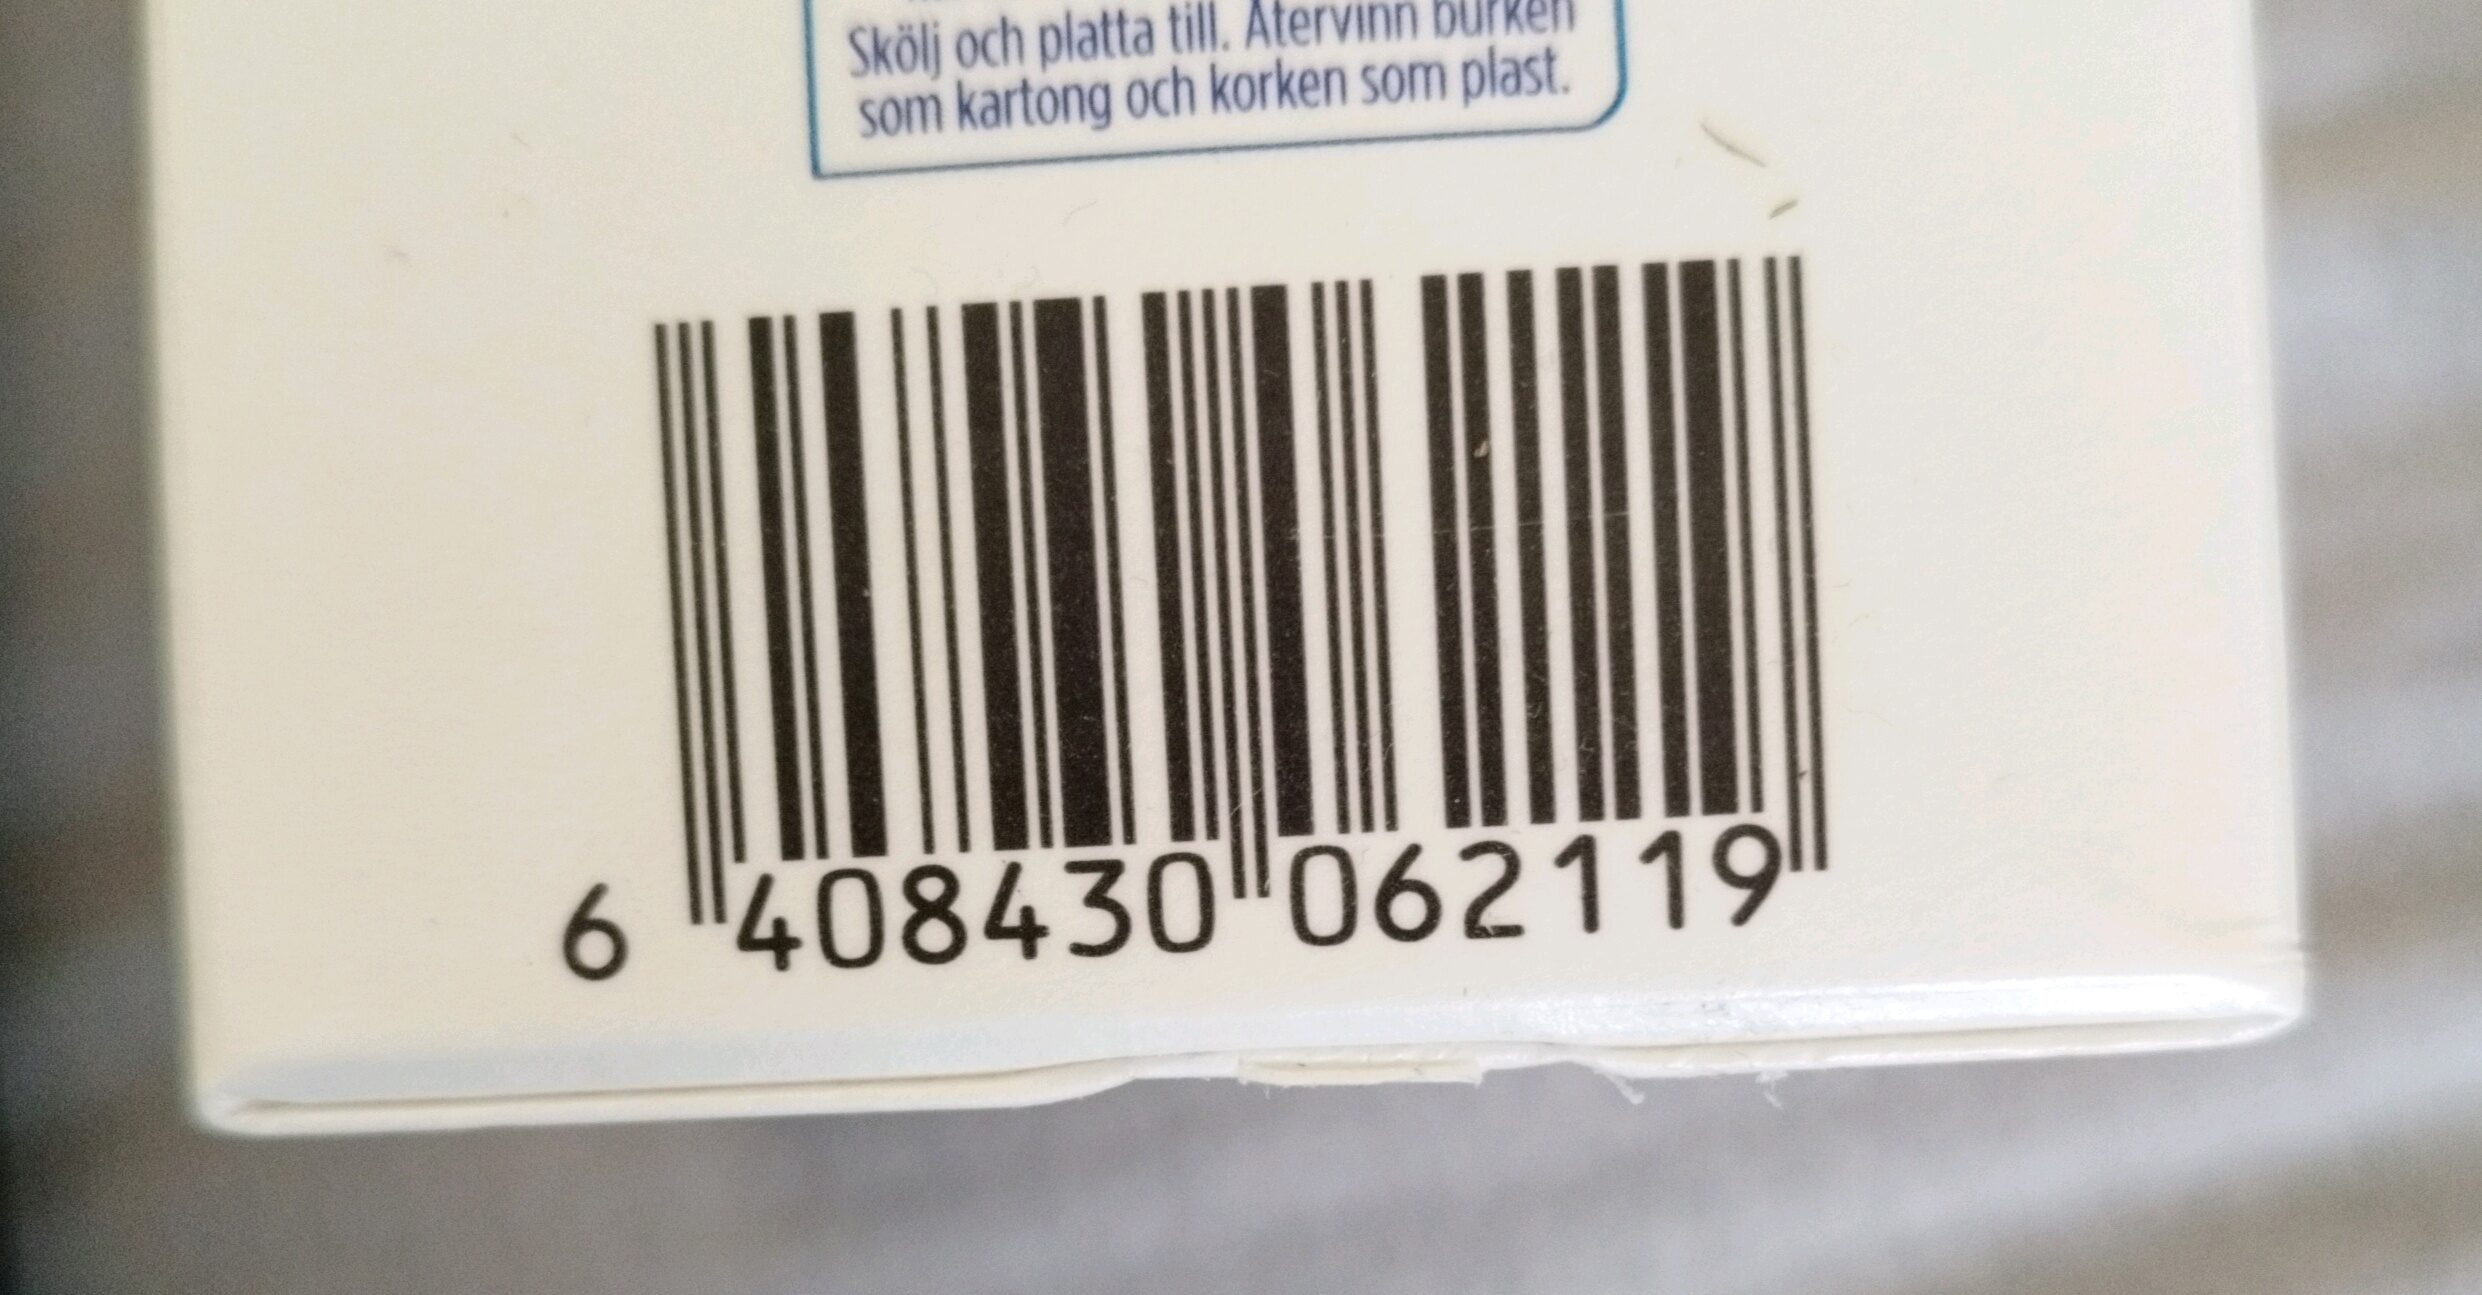 Skölj och platta till. Återvinn burken
som kartong och korken som plast.
6 408430 062119